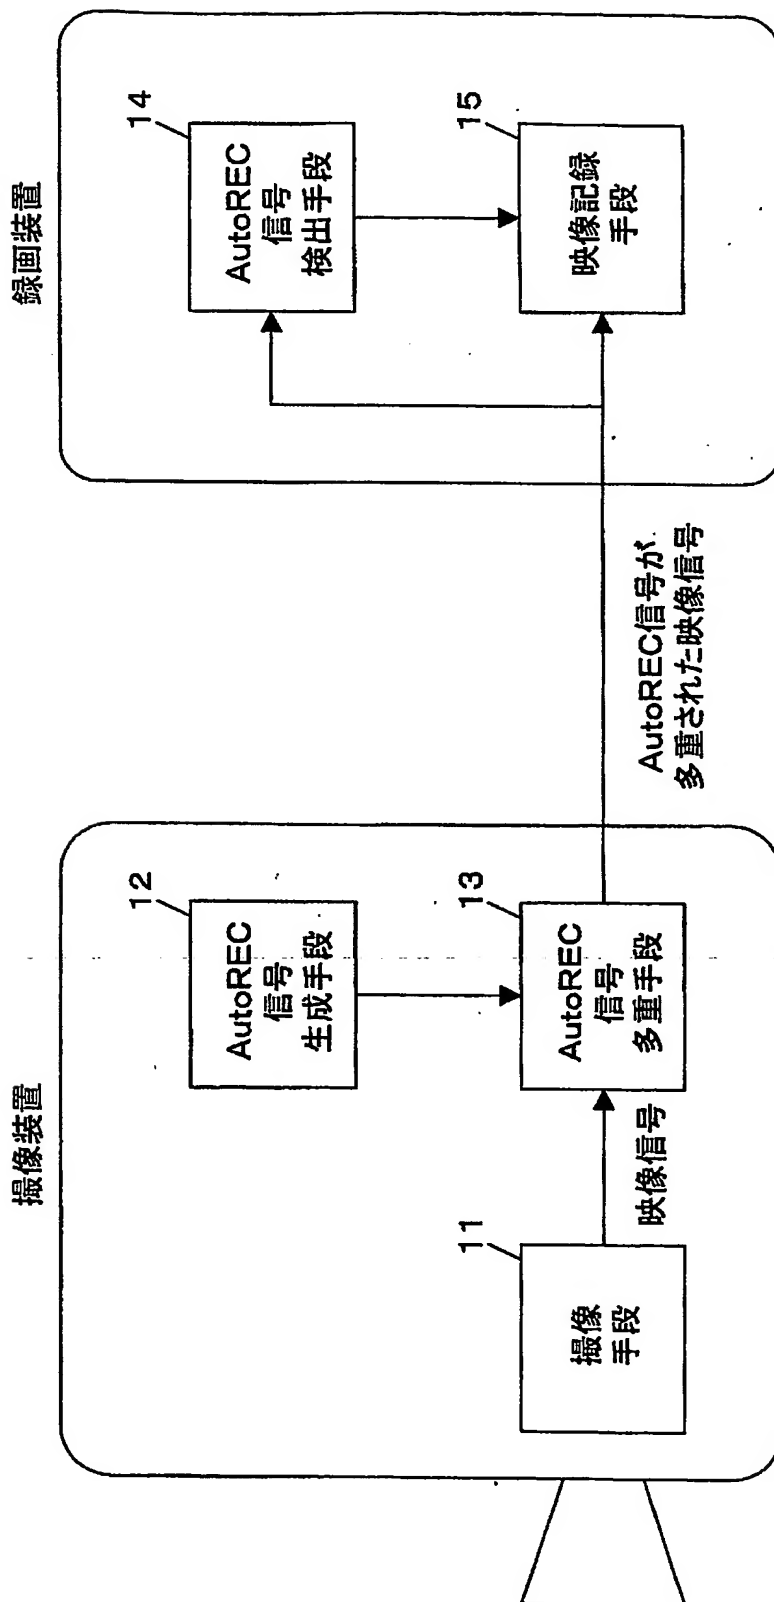 撮像装置
11
撮像
手段
映像信号
12
AutoREC
信号
生成手段
13
AutoREC
信号
多重手段
AutoREC信号が
多重された映像信号
録画装置
14
AutoREC
信号
検出手段
15
映像記録
手段